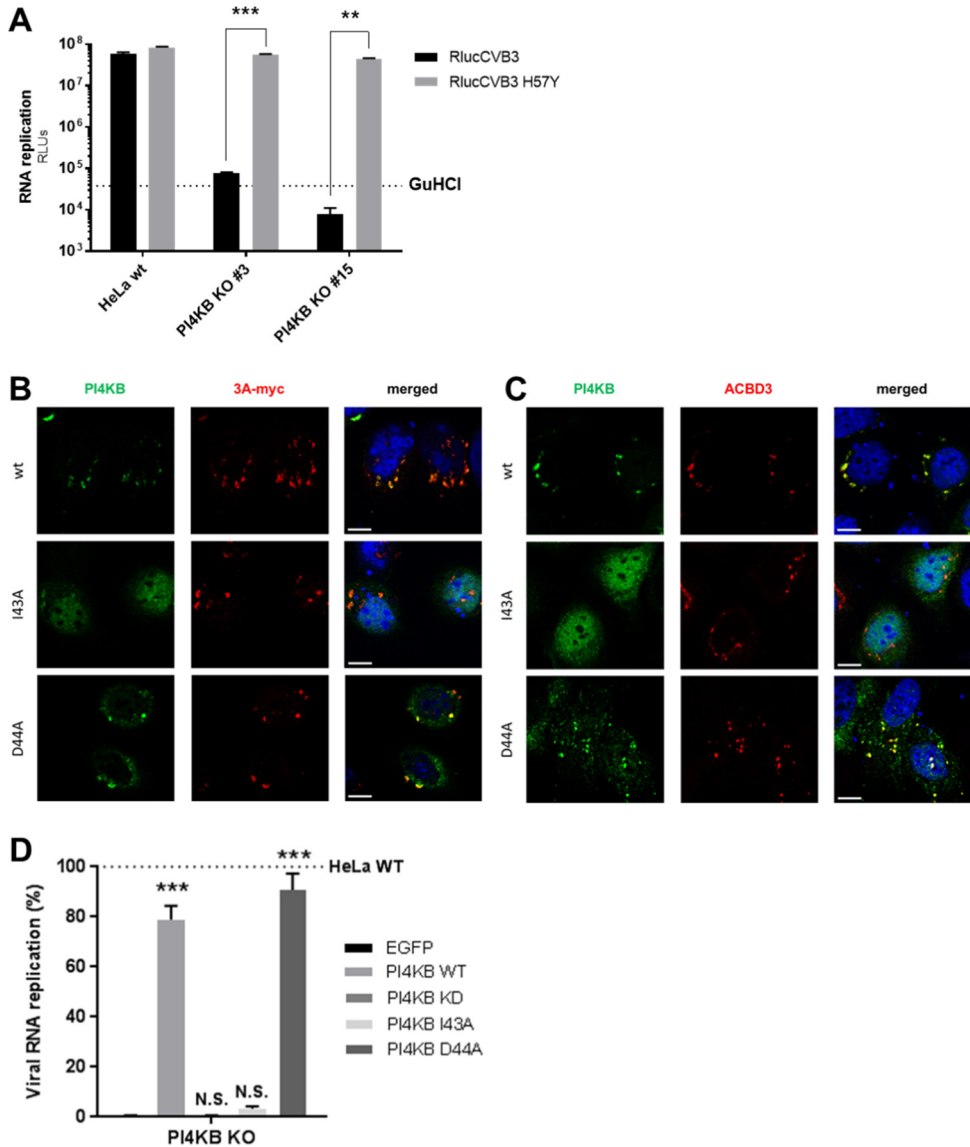 A
*** **
10⁸
10⁷
10⁶
10⁵
10⁴
10³
RNA replication
RLUs
RlucCVB3
RlucCVB3 H57Y
GuHCl
HeLa wt
PI4KB KO #3
PI4KB KO #15
B
PI4KB 3A-myc merged
wt
I43A
D44A
C
PI4KB ACBD3 merged
wt
I43A
D44A
D
Viral RNA replication (%)
100
80
60
40
20
0
HeLa WT
***
N.S.
N.S.
***
PI4KB KO
EGFP
PI4KB WT
PI4KB KD
PI4KB I43A
PI4KB D44A